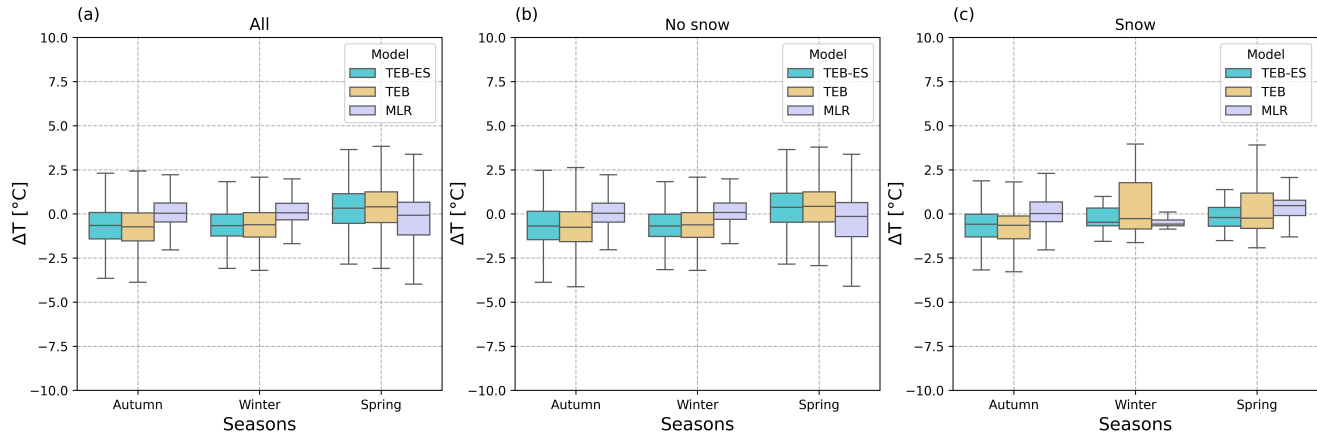 (a)
All
10.0
7.5
5.0
2.5
0.0
−2.5
−5.0
−7.5
−10.0
ΔT [°C]
Model
TEB-ES
TEB
MLR
Autumn
Winter
Spring
Seasons
(b)
No snow
10.0
7.5
5.0
2.5
0.0
−2.5
−5.0
−7.5
−10.0
ΔT [°C]
Model
TEB-ES
TEB
MLR
Autumn
Winter
Spring
Seasons
(c)
Snow
10.0
7.5
5.0
2.5
0.0
−2.5
−5.0
−7.5
−10.0
ΔT [°C]
Model
TEB-ES
TEB
MLR
Autumn
Winter
Spring
Seasons